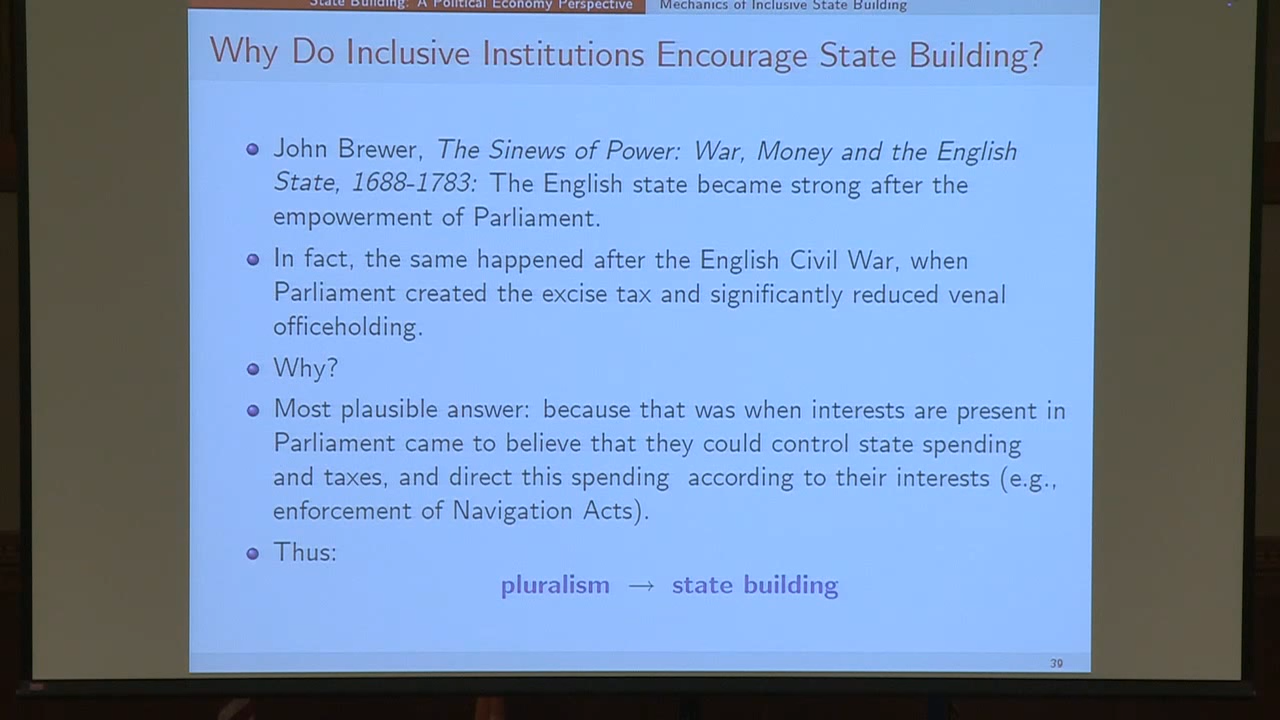 State Building: A Political Economy Perspective
Mechanics of Inclusive State Building
Why Do Inclusive Institutions Encourage State Building?
John Brewer, The Sinews of Power: War, Money and the English
State, 1688-1783: The English state became strong after the
empowerment of Parliament.
In fact, the same happened after the English Civil War, when
Parliament created the excise tax and significantly reduced venal
officeholding.
Why?
Most plausible answer: because that was when interests are present in
Parliament came to believe that they could control state spending
and taxes, and direct this spending according to their interests (e.g.,
enforcement of Navigation Acts).
Thus:
pluralism → state building
39